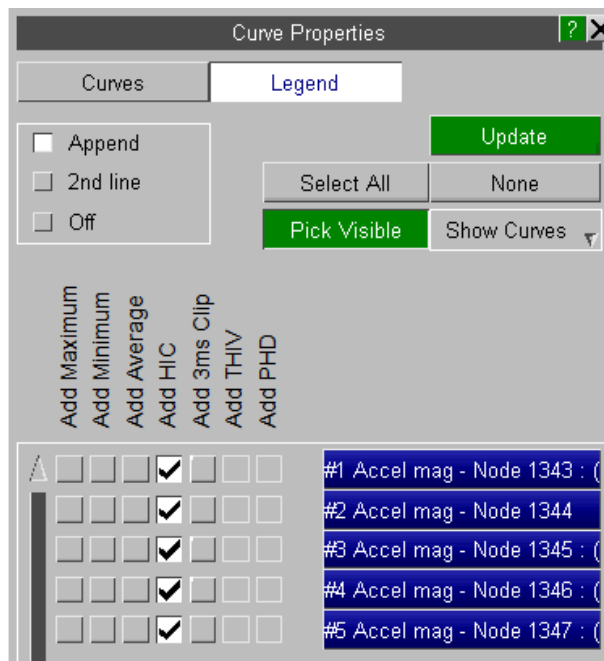 Curve Properties
?
X
Curves
Legend
Append
2nd line
Off
Update
Select All
None
Pick Visible
Show Curves
Add Maximum
Add Minimum
Add Average
Add HIC
Add 3ms Clip
Add THIV
Add PHD
#1 Accel mag - Node 1343 : (
#2 Accel mag - Node 1344
#3 Accel mag - Node 1345 : (
#4 Accel mag - Node 1346 : (
#5 Accel mag - Node 1347 : (